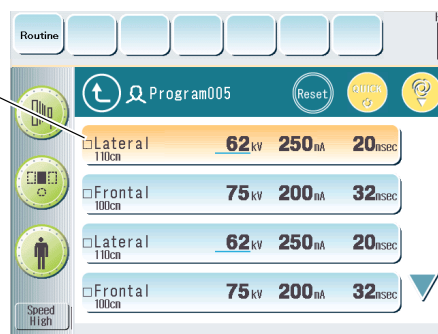 Routine
Program005 Reset QUICK
□Lateral 62kV 250mA 20msec
110cm
□Frontal 75kV 200mA 32msec
100cm
□Lateral 62kV 250mA 20msec
110cm
□Frontal 75kV 200mA 32msec
100cm
Speed
High